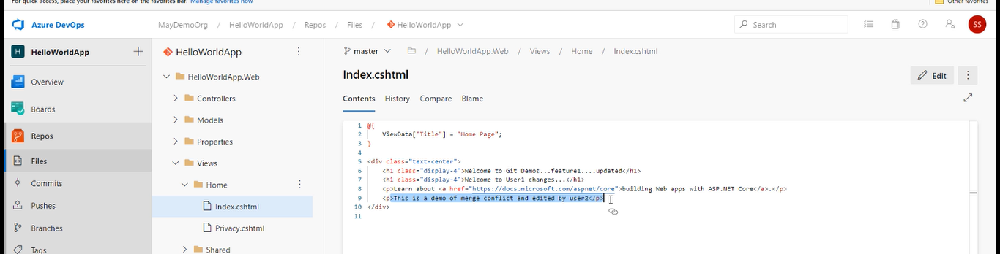 For quick access, place your favorites here on the favorites bar. Manage favorites now
Other favorites
Azure DevOps
MayDemoOrg / HelloWorldApp / Repos / Files / HelloWorldApp
Search
SS
H HelloWorldApp
Overview
Boards
Repos
Files
Commits
Pushes
Branches
Tags
HelloWorldApp
HelloWorldApp.Web
Controllers
Models
Properties
Views
Home
Index.cshtml
Privacy.cshtml
Shared
master / HelloWorldApp.Web / Views / Home / Index.cshtml
Index.cshtml
Edit
Contents History Compare Blame
1 @{
2 ViewData["Title"] = "Home Page";
3 }
4
5 <div class="text-center">
6 <h1 class="display-4">Welcome to Git Demos...feature1....updated</h1>
7 <h1 class="display-4">Welcome to User1 changes...</h1>
8 <p>Learn about <a href="https://docs.microsoft.com/aspnet/core">building Web apps with ASP.NET Core</a>.</p>
9 <p>This is a demo of merge conflict and edited by user2</p>
10 </div>
11